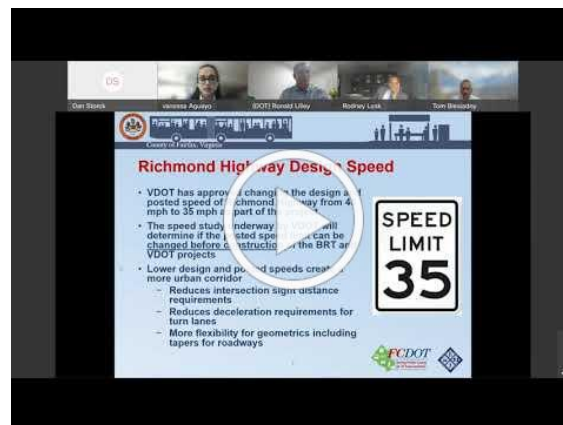 DS
Dan Storck
vanessa Aguayo
[DOT] Ronald Lilley
Rodney Lusk
Tom Biesiadny
County of Fairfax, Virginia
Richmond Highway Design Speed
• VDOT has approved changing the design and
posted speed of Richmond Highway from
mph to 35 mph as part of the project
• The speed study underway by VDOT will
determine if the posted speed limit can be
changed before construction of the BRT and
VDOT projects
• Lower design and posted speeds creates
more urban corridor
− Reduces intersection sight distance
requirements
− Reduces deceleration requirements for
turn lanes
− More flexibility for geometrics including
tapers for roadways
SPEED
LIMIT
35
FCDOT